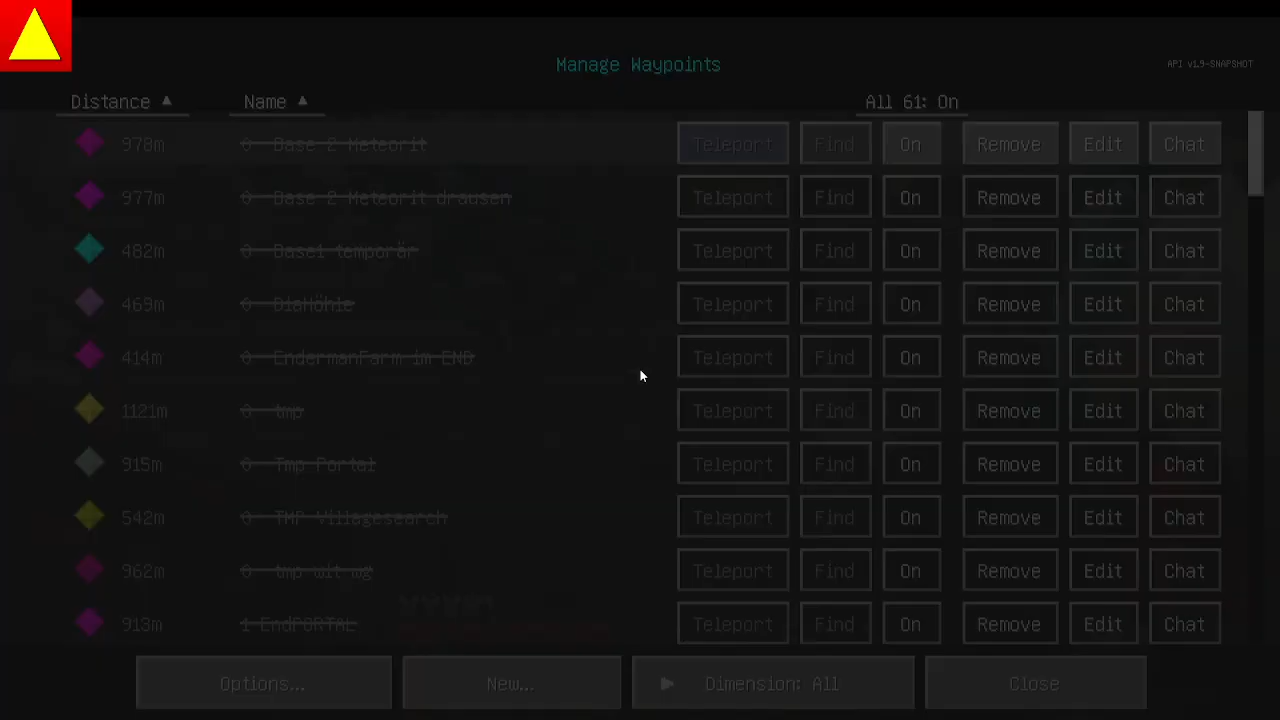 Manage Waypoints
API v1.9-SNAPSHOT
Distance ▲ Name ▲ All 61: On
978m 0 Base 2 Meteorit Teleport Find On Remove Edit Chat
977m 0 Base 2 Meteorit drausen Teleport Find On Remove Edit Chat
482m 0 Base1 temporär Teleport Find On Remove Edit Chat
469m 0 DiaHöhle Teleport Find On Remove Edit Chat
414m 0 EndermanFarm im END Teleport Find On Remove Edit Chat
1121m 0 tmp Teleport Find On Remove Edit Chat
915m 0 Tmp Portal Teleport Find On Remove Edit Chat
542m 0 TMP Villagesearch Teleport Find On Remove Edit Chat
962m 0 tmp wit wg Teleport Find On Remove Edit Chat
913m 1 EndPORTAL Teleport Find On Remove Edit Chat
Options... New... ▶ Dimension: All Close